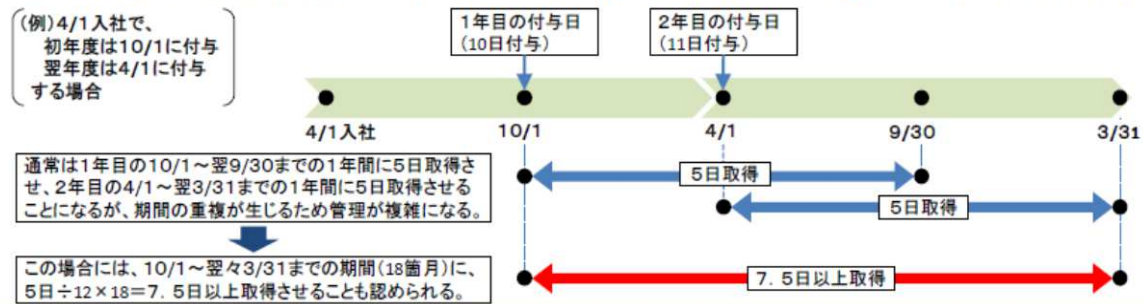 (例)4/1入社で、
初年度は10/1に付与
翌年度は4/1に付与
する場合
1年目の付与日
(10日付与)
2年目の付与日
(11日付与)
4/1入社
10/1
4/1
9/30
3/31
通常は1年目の10/1~翌9/30までの1年間に5日取得さ
せ、2年目の4/1~翌3/31までの1年間に5日取得させる
ことになるが、期間の重複が生じるため管理が複雑になる。
5日取得
5日取得
この場合には、10/1~翌々3/31までの期間(18箇月)に、
5日÷12×18=7.5日以上取得させることも認められる。
7.5日以上取得